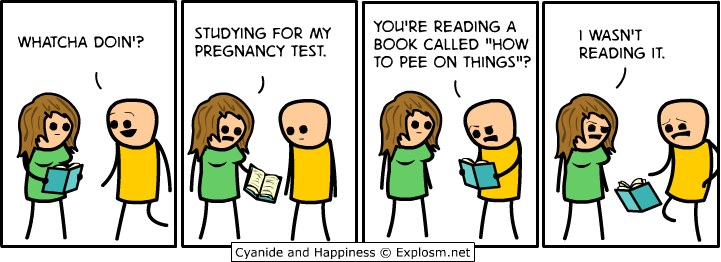 WHATCHA DOIN'?
STUDYING FOR MY
PREGNANCY TEST.
YOU'RE READING A
BOOK CALLED "HOW
TO PEE ON THINGS"?
I WASN'T
READING IT.
Cyanide and Happiness © Explosm.net